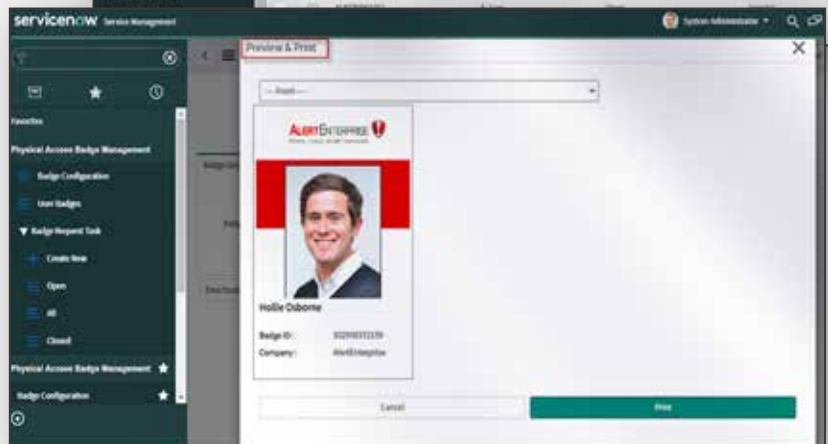 servicenow Service Management
System Administrator
Preview & Print
-- Front --
Favorites
Physical Access Badge Management
Badge Configuration
User Badges
Badge Request Task
Create New
Open
All
Closed
Physical Access Badge Management
Badge Configuration
ALERTENTERPRISE
Hollie Osborne
Badge ID :
Company : AlertEnterprise
Cancel
Print